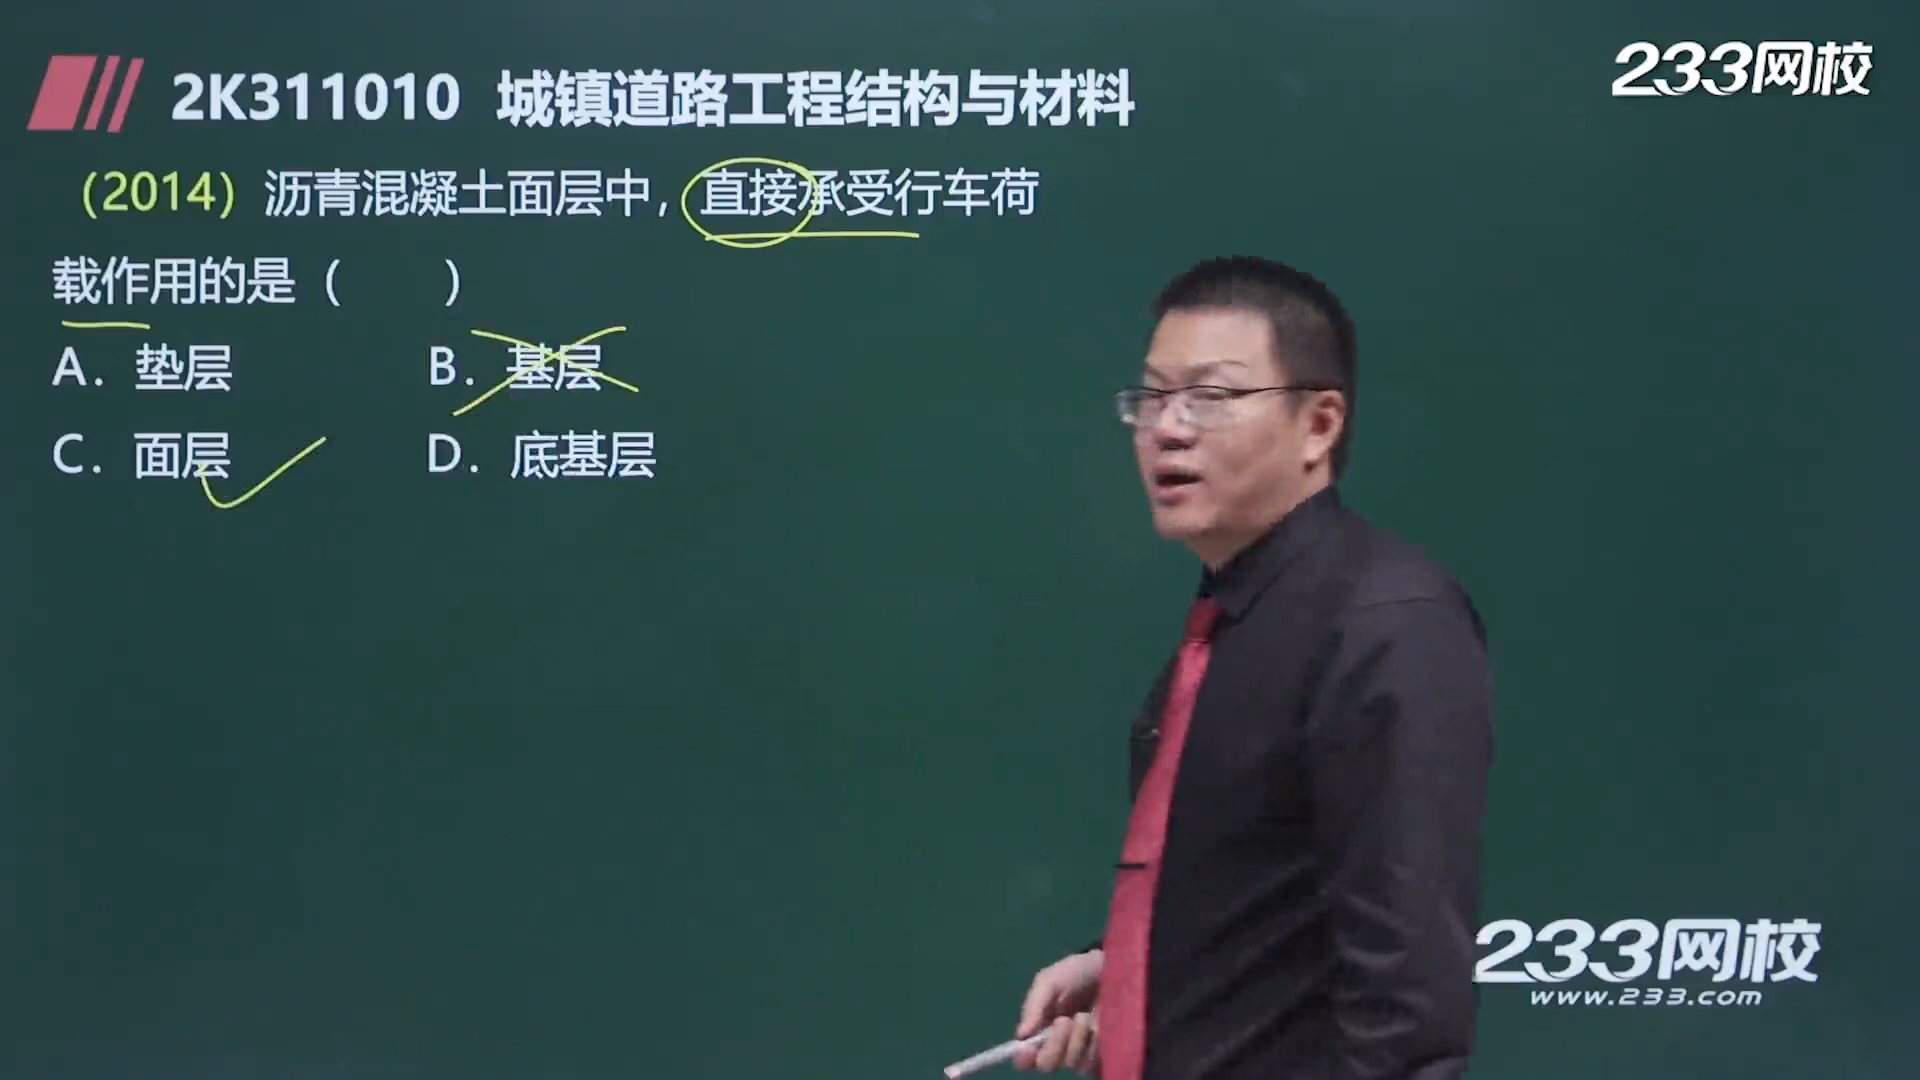 233网校
2K311010 城镇道路工程结构与材料
（2014）沥青混凝土面层中，直接承受行车荷
载作用的是（ ）
A. 垫层 B. 基层
C. 面层 D. 底基层
233网校
www.233.com